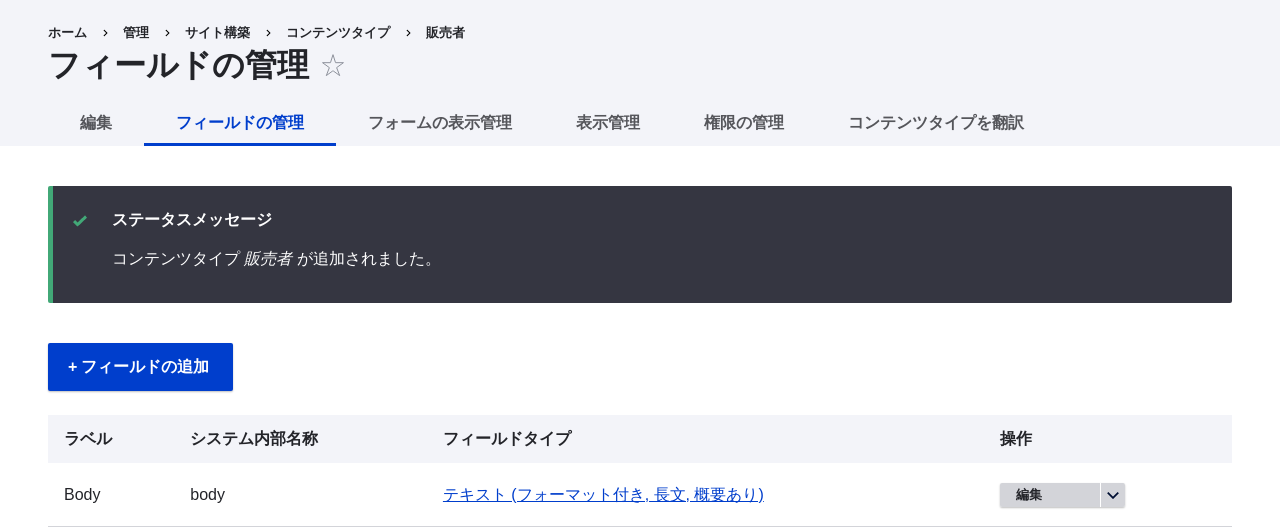 ホーム 管理 サイト構築 コンテンツタイプ 販売者
フィールドの管理
編集 フィールドの管理 フォームの表示管理 表示管理 権限の管理 コンテンツタイプを翻訳
ステータスメッセージ
コンテンツタイプ 販売者 が追加されました。
+ フィールドの追加
ラベル システム内部名称 フィールドタイプ 操作
Body body テキスト (フォーマット付き, 長文, 概要あり) 編集